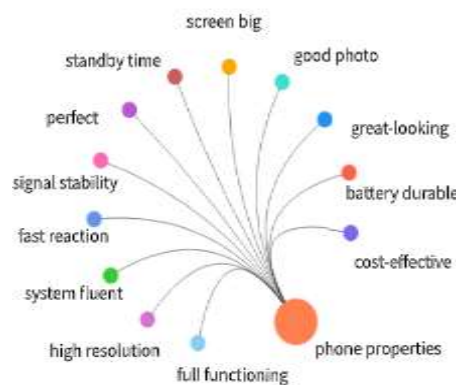 screen big
standby time
good photo
perfect
great-looking
signal stability
battery durable
fast reaction
cost-effective
system fluent
high resolution
phone properties
full functioning